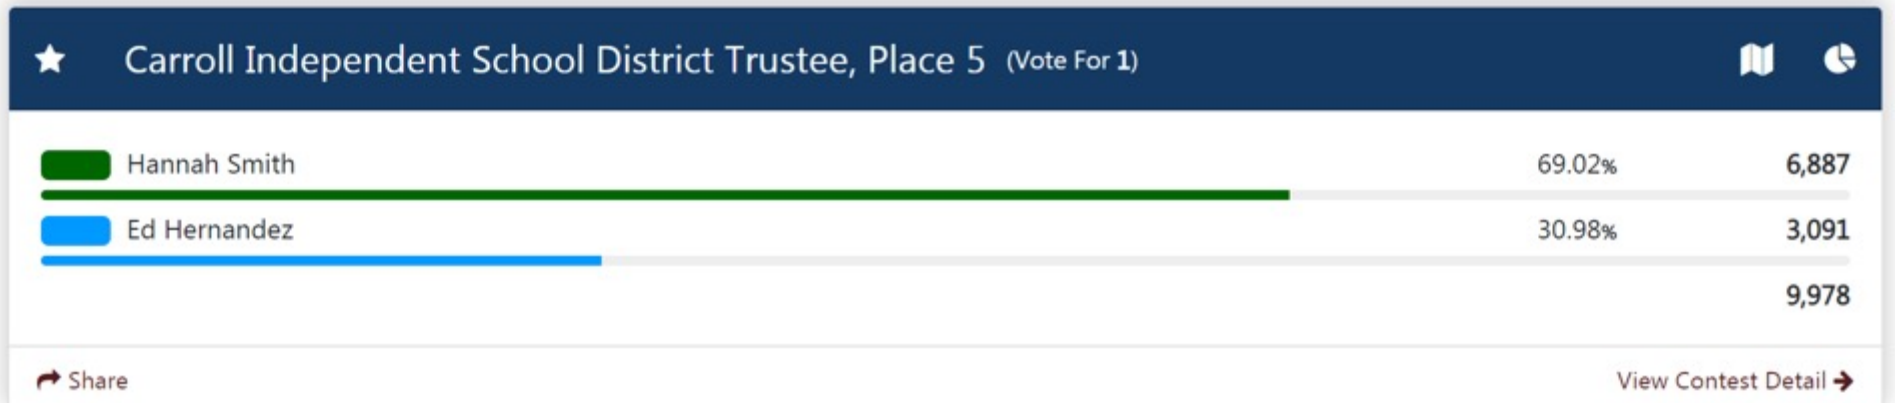 Carroll Independent School District Trustee, Place 5 (Vote For 1)
Hannah Smith 69.02% 6,887
Ed Hernandez 30.98% 3,091
9,978
Share View Contest Detail